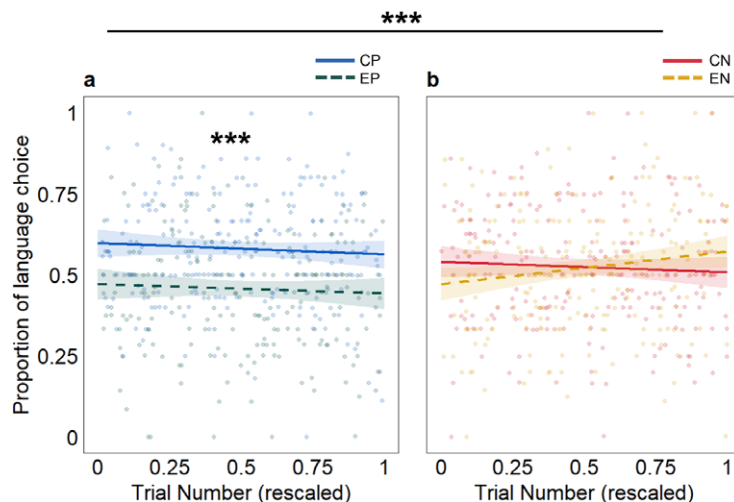 ***
a
CP
EP
b
CN
EN
***
Proportion of language choice
1
0.75
0.5
0.25
0
0 0.25 0.5 0.75 1
0 0.25 0.5 0.75 1
Trial Number (rescaled)
Trial Number (rescaled)